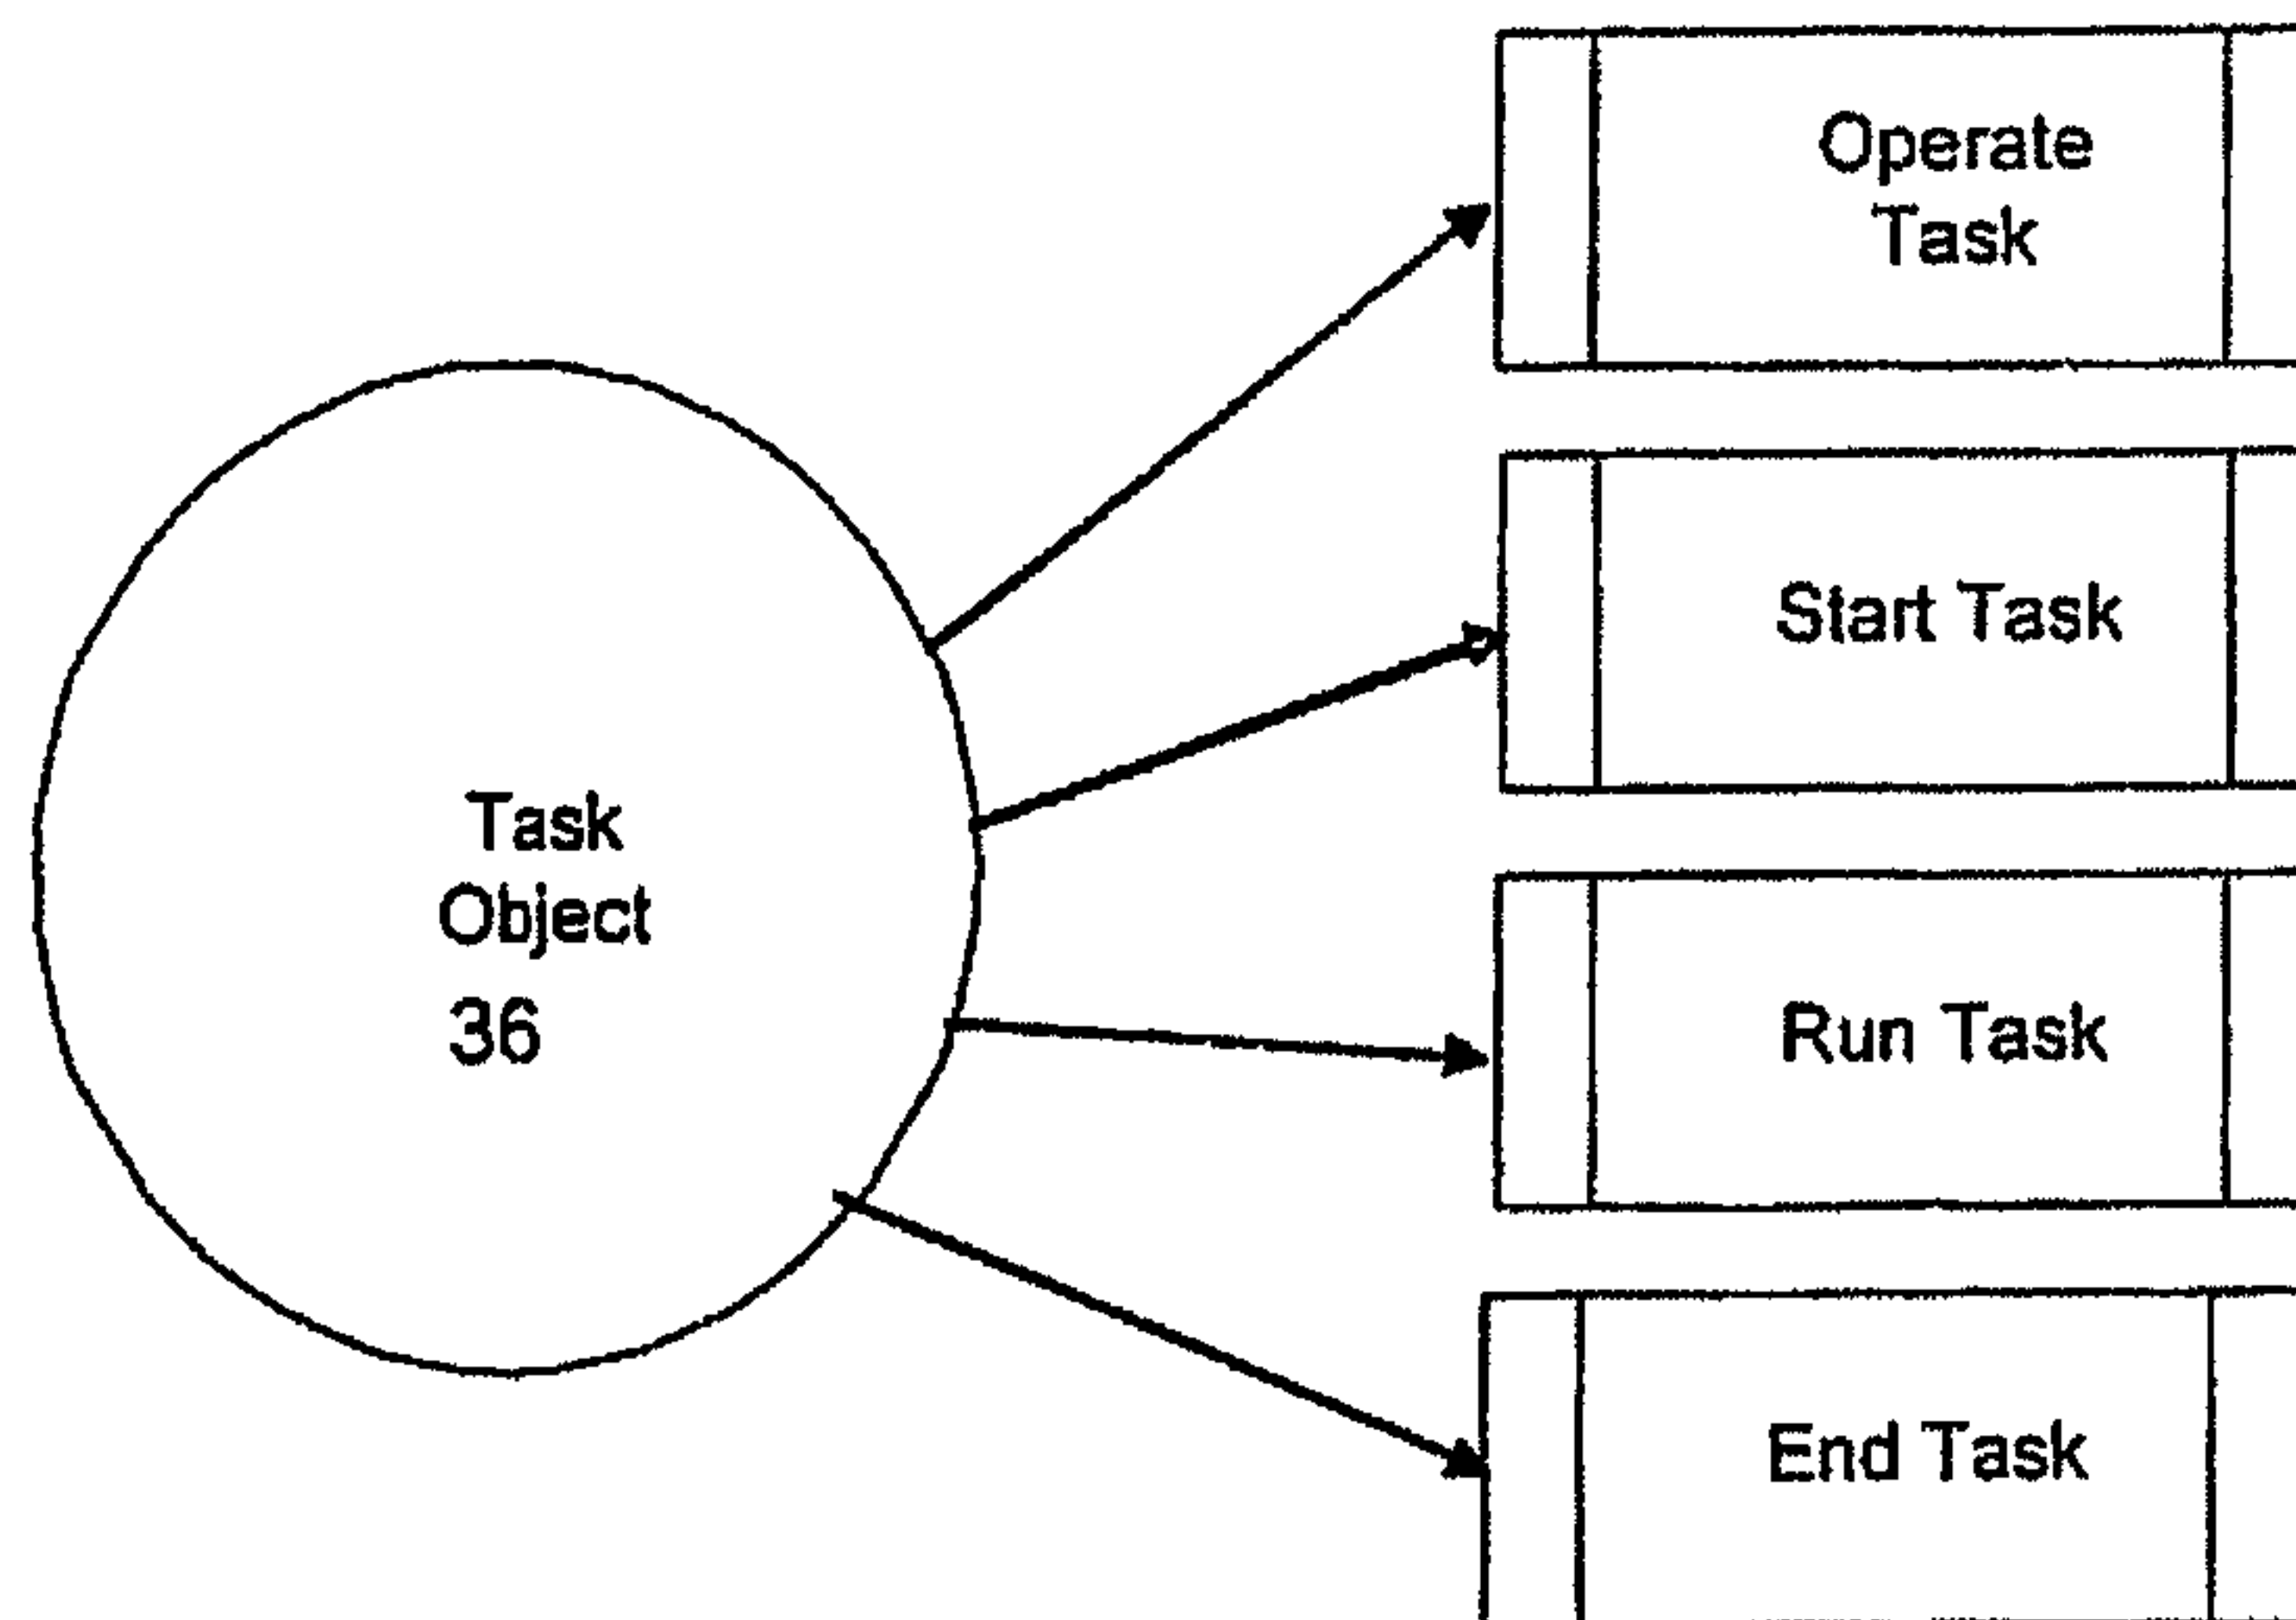 Operate
Task
Start Task
Task
Object
36
Run Task
End Task